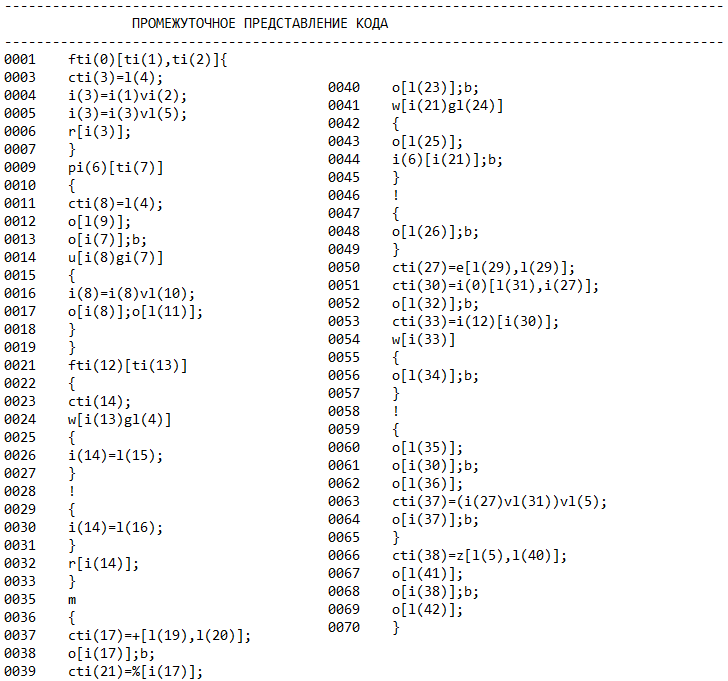 --------------------------------------------------------------------------------
ПРОМЕЖУТОЧНОЕ ПРЕДСТАВЛЕНИЕ КОДА
--------------------------------------------------------------------------------
0001 fti(0)[ti(1),ti(2)]{
0003 cti(3)=l(4);
0004 i(3)=i(1)vi(2);
0005 i(3)=i(3)vl(5);
0006 r[i(3)];
0007 }
0009 pi(6)[ti(7)]
0010 {
0011 cti(8)=l(4);
0012 o[l(9)];
0013 o[i(7)];b;
0014 u[i(8)gi(7)]
0015 {
0016 i(8)=i(8)vl(10);
0017 o[i(8)];o[l(11)];
0018 }
0019 }
0021 fti(12)[ti(13)]
0022 {
0023 cti(14);
0024 w[i(13)gl(4)]
0025 {
0026 i(14)=l(15);
0027 }
0028 !
0029 {
0030 i(14)=l(16);
0031 }
0032 r[i(14)];
0033 }
0035 m
0036 {
0037 cti(17)=+[l(19),l(20)];
0038 o[i(17)];b;
0039 cti(21)=%[i(17)];
0040 o[l(23)];b;
0041 w[i(21)gl(24)]
0042 {
0043 o[l(25)];
0044 i(6)[i(21)];b;
0045 }
0046 !
0047 {
0048 o[l(26)];b;
0049 }
0050 cti(27)=e[l(29),l(29)];
0051 cti(30)=i(0)[l(31),i(27)];
0052 o[l(32)];b;
0053 cti(33)=i(12)[i(30)];
0054 w[i(33)]
0055 {
0056 o[l(34)];b;
0057 }
0058 !
0059 {
0060 o[l(35)];
0061 o[i(30)];b;
0062 o[l(36)];
0063 cti(37)=(i(27)vl(31))vl(5);
0064 o[i(37)];b;
0065 }
0066 cti(38)=z[l(5),l(40)];
0067 o[l(41)];
0068 o[i(38)];b;
0069 o[l(42)];
0070 }